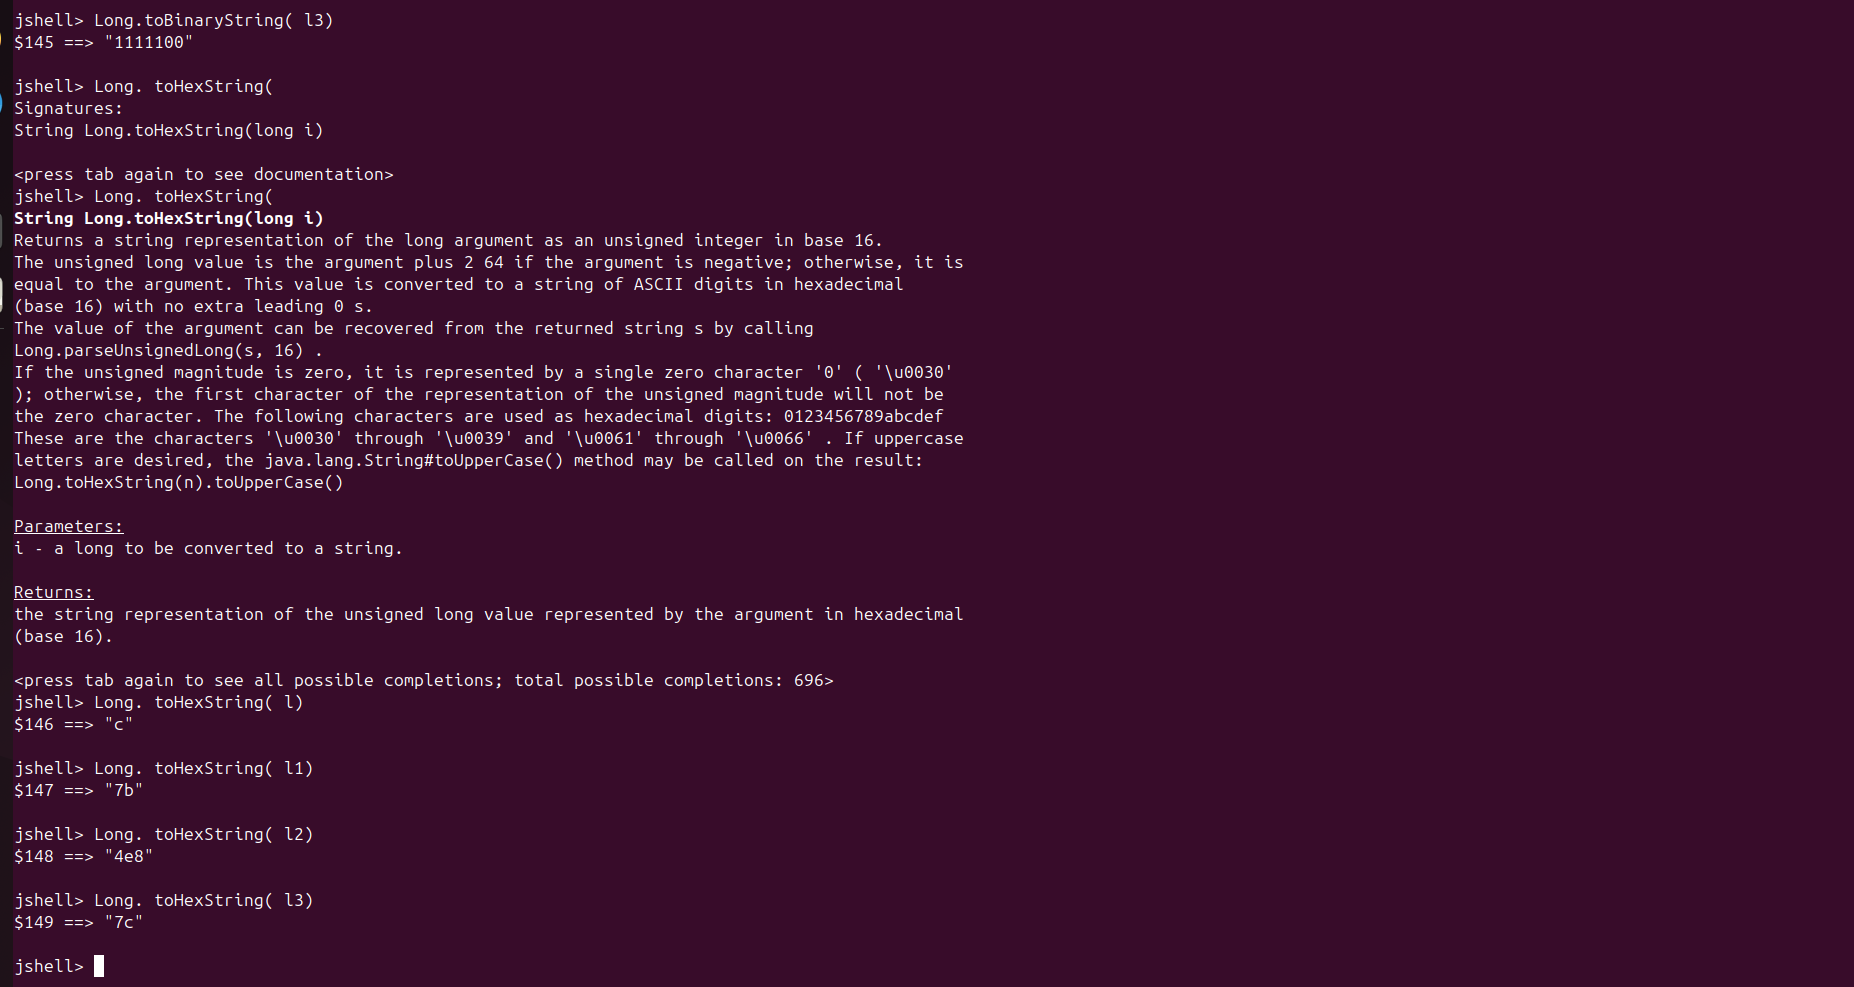 jshell> Long.toBinaryString( l3)
$145 ==> "1111100"
jshell> Long. toHexString(
Signatures:
String Long.toHexString(long i)
<press tab again to see documentation>
jshell> Long. toHexString(
String Long.toHexString(long i)
Returns a string representation of the long argument as an unsigned integer in base 16.
The unsigned long value is the argument plus 2 64 if the argument is negative; otherwise, it is
equal to the argument. This value is converted to a string of ASCII digits in hexadecimal
(base 16) with no extra leading 0 s.
The value of the argument can be recovered from the returned string s by calling
Long.parseUnsignedLong(s, 16) .
If the unsigned magnitude is zero, it is represented by a single zero character '0' ( '\u0030'
); otherwise, the first character of the representation of the unsigned magnitude will not be
the zero character. The following characters are used as hexadecimal digits: 0123456789abcdef
These are the characters '\u0030' through '\u0039' and '\u0061' through '\u0066' . If uppercase
letters are desired, the java.lang.String#toUpperCase() method may be called on the result:
Long.toHexString(n).toUpperCase()
Parameters:
i - a long to be converted to a string.
Returns:
the string representation of the unsigned long value represented by the argument in hexadecimal
(base 16).
<press tab again to see all possible completions; total possible completions: 696>
jshell> Long. toHexString( l)
$146 ==> "c"
jshell> Long. toHexString( l1)
$147 ==> "7b"
jshell> Long. toHexString( l2)
$148 ==> "4e8"
jshell> Long. toHexString( l3)
$149 ==> "7c"
jshell>